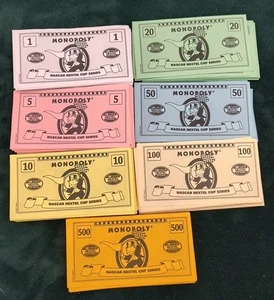 1 MONOPOLY 1
NASCAR NEXTEL CUP SERIES
20 MONOPOLY 20
NASCAR NEXTEL CUP SERIES
5 MONOPOLY 5
NASCAR NEXTEL CUP SERIES
50 MONOPOLY 50
NASCAR NEXTEL CUP SERIES
10 MONOPOLY 10
NASCAR NEXTEL CUP SERIES
100 MONOPOLY 100
NASCAR NEXTEL CUP SERIES
MONOPOLY
500 500
NASCAR NEXTEL CUP SERIES